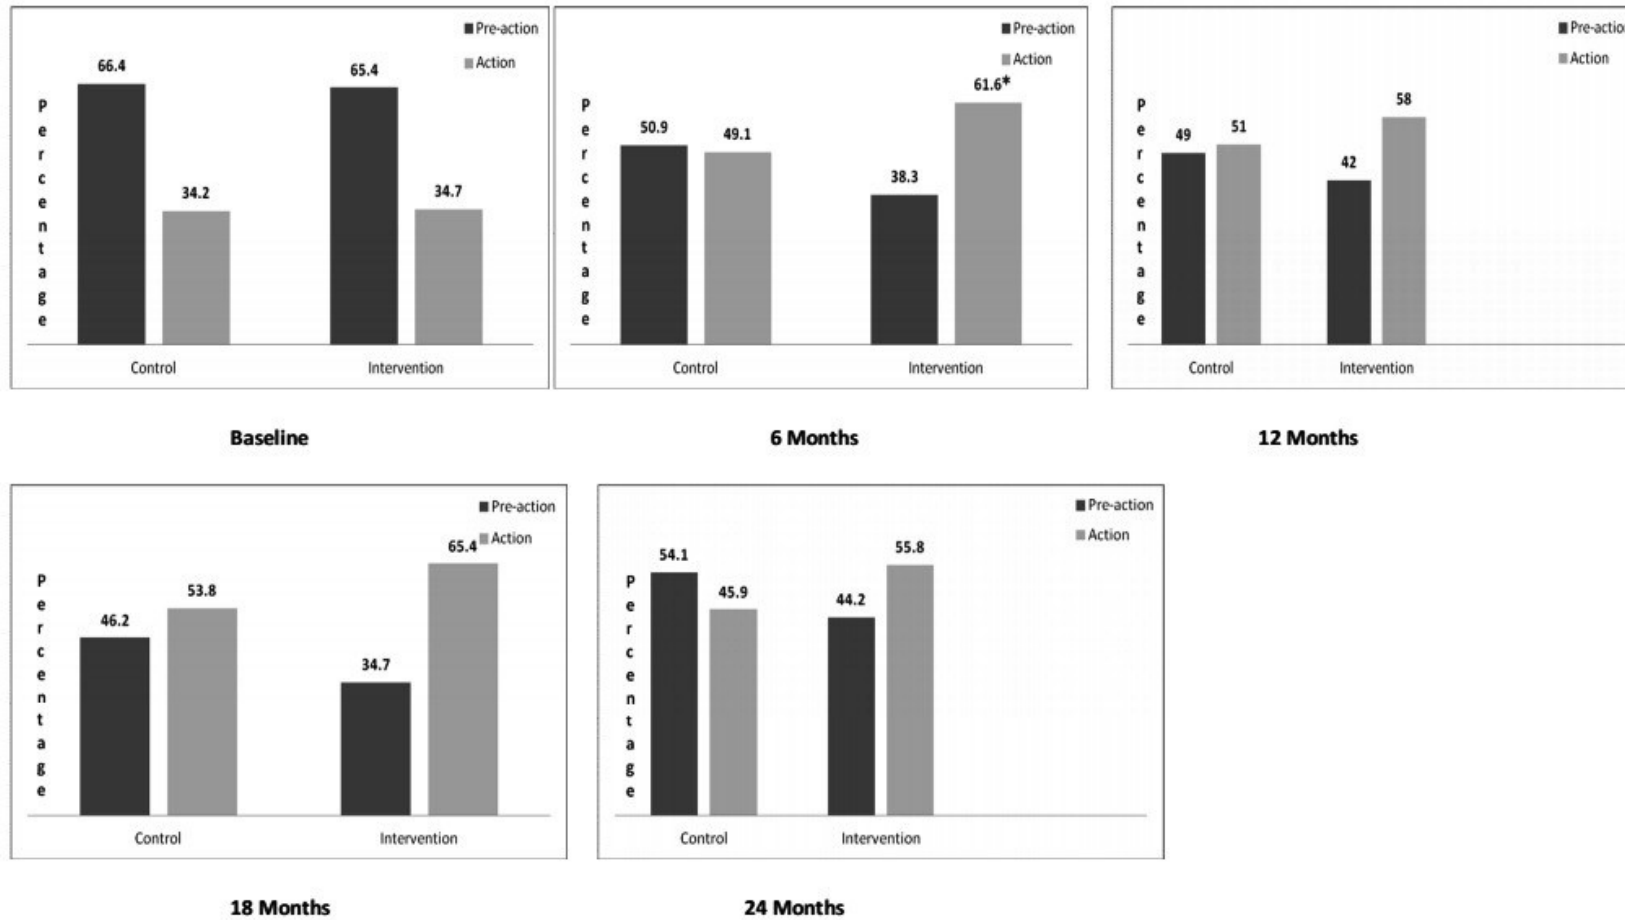 Pre-action
Action
66.4
65.4
34.2
34.7
Percentage
Control
Intervention
Baseline
Pre-action
Action
61.6*
50.9
49.1
38.3
Percentage
Control
Intervention
6 Months
Pre-action
Action
58
49
51
42
Percentage
Control
Intervention
12 Months
Pre-action
Action
65.4
53.8
46.2
34.7
Percentage
Control
Intervention
18 Months
Pre-action
Action
54.1
55.8
45.9
44.2
Percentage
Control
Intervention
24 Months